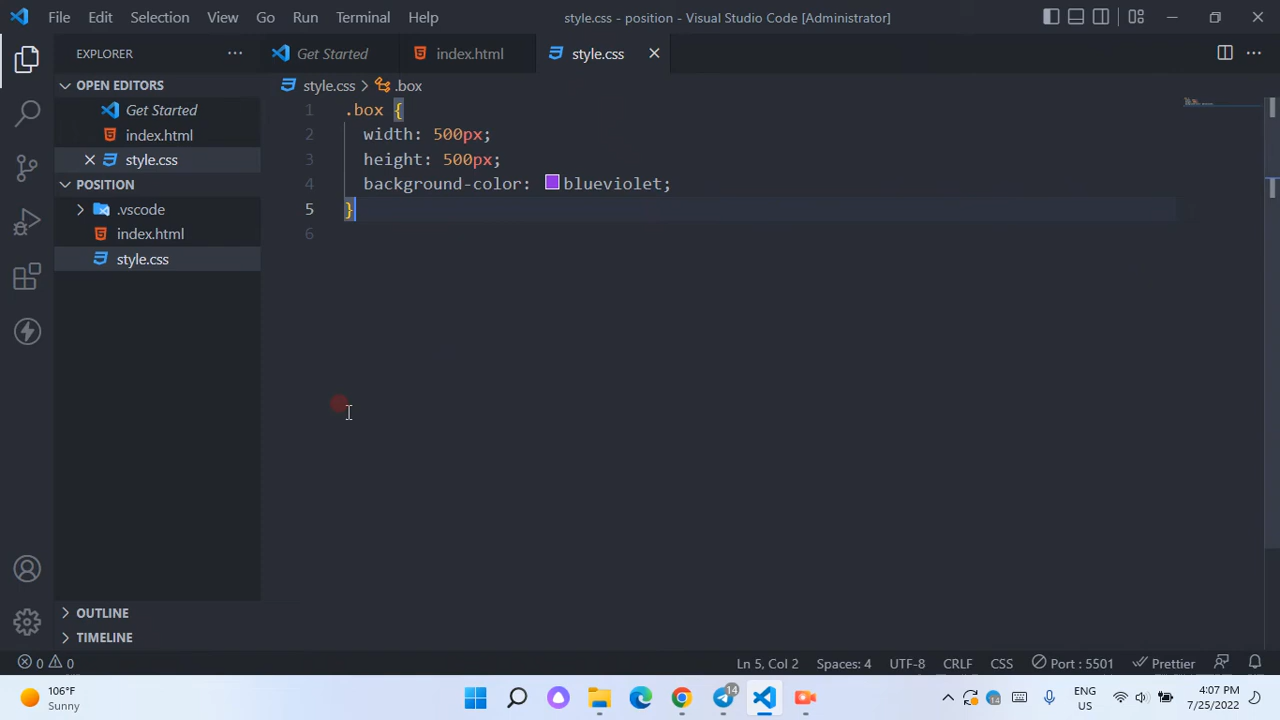 File Edit Selection View Go Run Terminal Help
style.css - position - Visual Studio Code [Administrator]
EXPLORER
Get Started
index.html
style.css
OPEN EDITORS
Get Started
index.html
style.css
POSITION
.vscode
index.html
style.css
OUTLINE
TIMELINE
style.css > .box
1 .box {
2 width: 500px;
3 height: 500px;
4 background-color: blueviolet;
5 }
6
0 0
Ln 5, Col 2 Spaces: 4 UTF-8 CRLF CSS Port : 5501 Prettier
106°F
Sunny
14
14
ENG
US
4:07 PM
7/25/2022